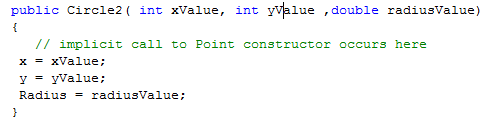 public Circle2( int xValue, int yValue ,double radiusValue)
{
// implicit call to Point constructor occurs here
x = xValue;
y = yValue;
Radius = radiusValue;
}